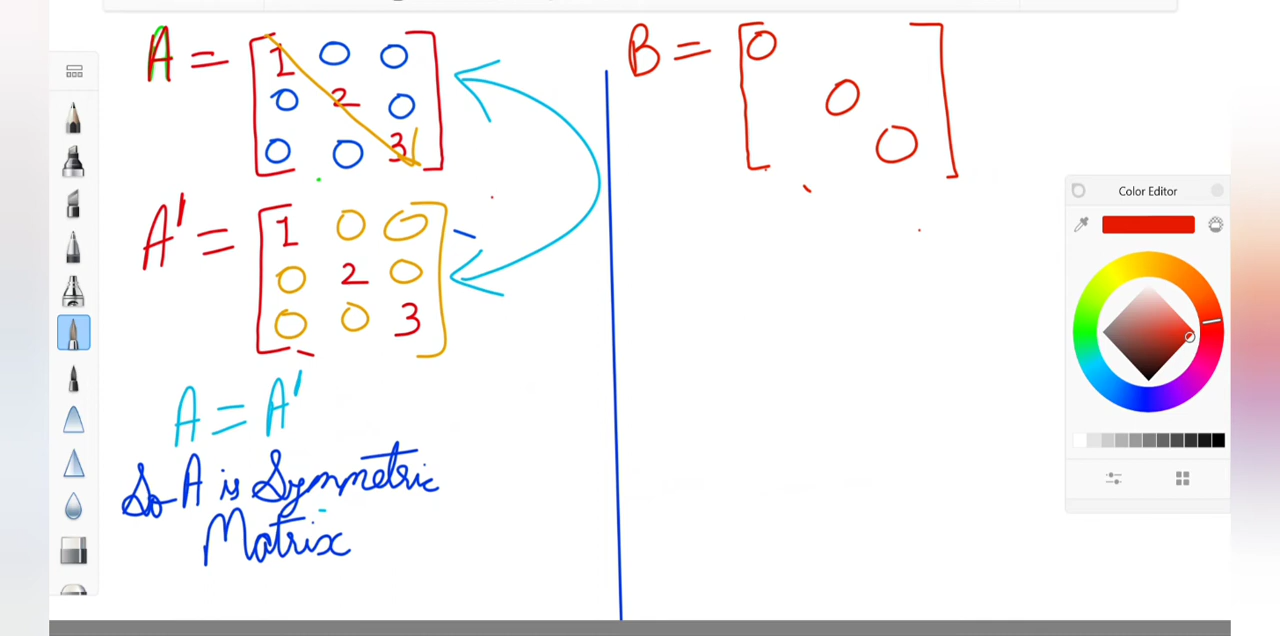 A = [1 0 0
0 2 0
0 0 3]
A' = [1 0 0
0 2 0
0 0 3]
A = A'
So A is Symmetric
Matrix
B = [0
0
0]
Color Editor